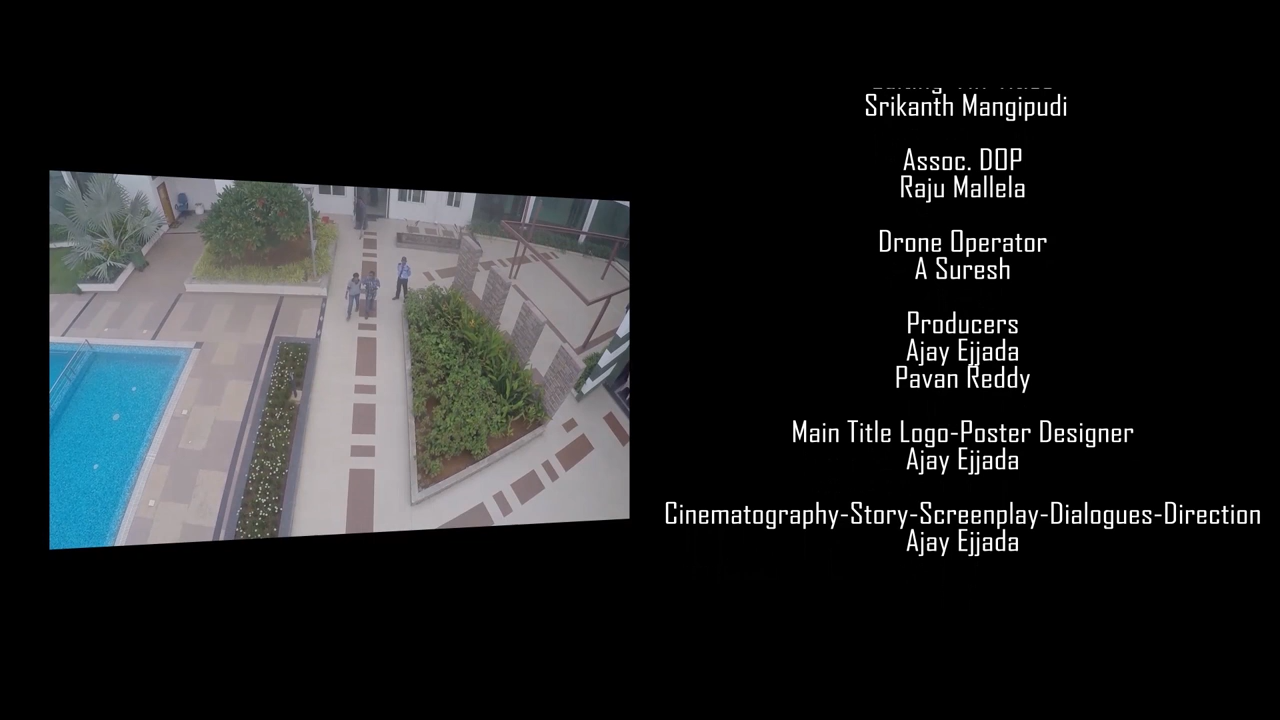 Srikanth Mangipudi
Assoc. DOP
Raju Mallela
Drone Operator
A Suresh
Producers
Ajay Ejjada
Pavan Reddy
Main Title Logo-Poster Designer
Ajay Ejjada
Cinematography-Story-Screenplay-Dialogues-Direction
Ajay Ejjada